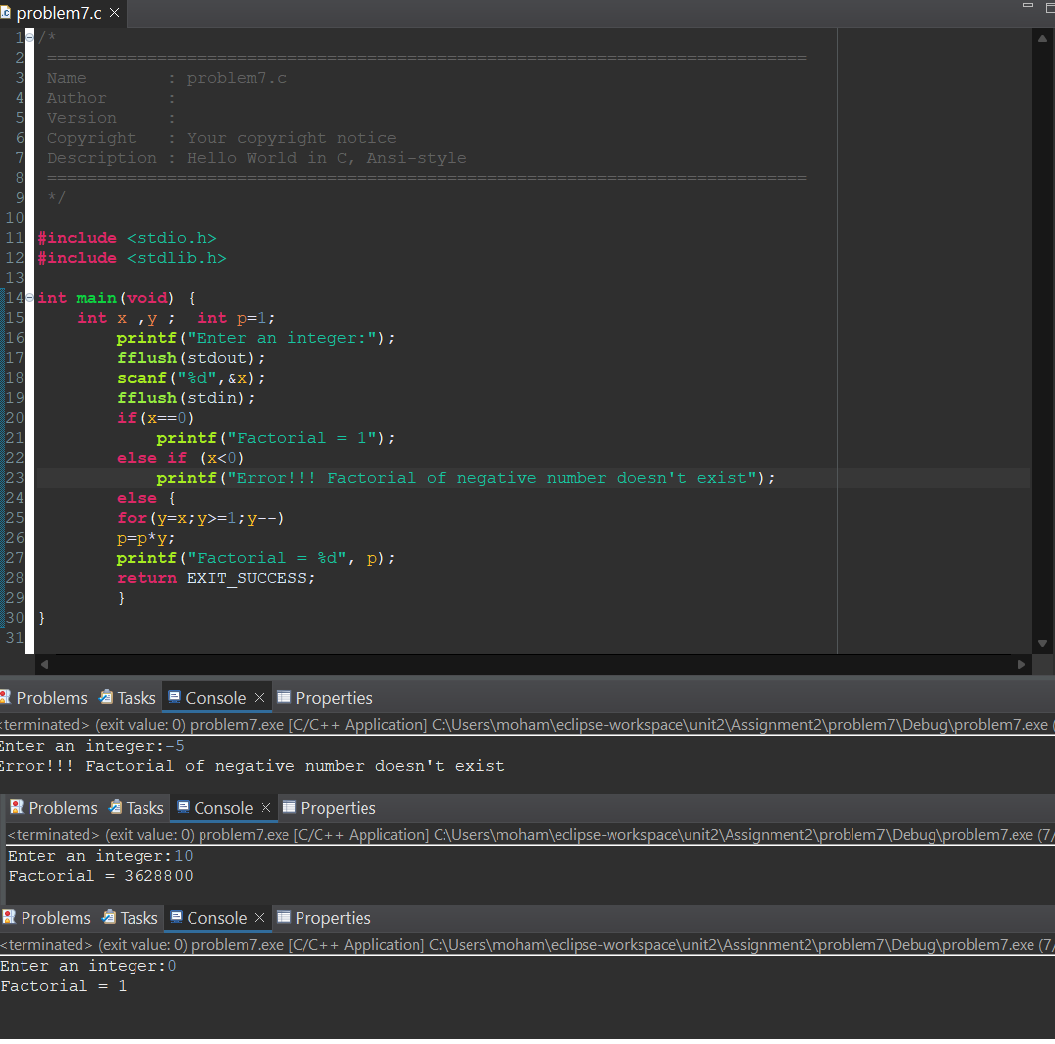 problem7.c
1 /*
2 ============================================================================
3 Name        : problem7.c
4 Author      :
5 Version     :
6 Copyright   : Your copyright notice
7 Description : Hello World in C, Ansi-style
8 ============================================================================
9 */
10
11 #include <stdio.h>
12 #include <stdlib.h>
13
14 int main(void) {
15 int x ,y ;  int p=1;
16 printf("Enter an integer:");
17 fflush(stdout);
18 scanf("%d",&x);
19 fflush(stdin);
20 if(x==0)
21 printf("Factorial = 1");
22 else if (x<0)
23 printf("Error!!! Factorial of negative number doesn't exist");
24 else {
25 for(y=x;y>=1;y--)
26 p=p*y;
27 printf("Factorial = %d", p);
28 return EXIT_SUCCESS;
29 }
30 }
31
Problems Tasks Console Properties
<terminated> (exit value: 0) problem7.exe [C/C++ Application] C:\Users\moham\eclipse-workspace\unit2\Assignment2\problem7\Debug\problem7.exe (
Enter an integer:-5
Error!!! Factorial of negative number doesn't exist
Problems Tasks Console Properties
<terminated> (exit value: 0) problem7.exe [C/C++ Application] C:\Users\moham\eclipse-workspace\unit2\Assignment2\problem7\Debug\problem7.exe (7/
Enter an integer:10
Factorial = 3628800
Problems Tasks Console Properties
<terminated> (exit value: 0) problem7.exe [C/C++ Application] C:\Users\moham\eclipse-workspace\unit2\Assignment2\problem7\Debug\problem7.exe (7/
Enter an integer:0
Factorial = 1